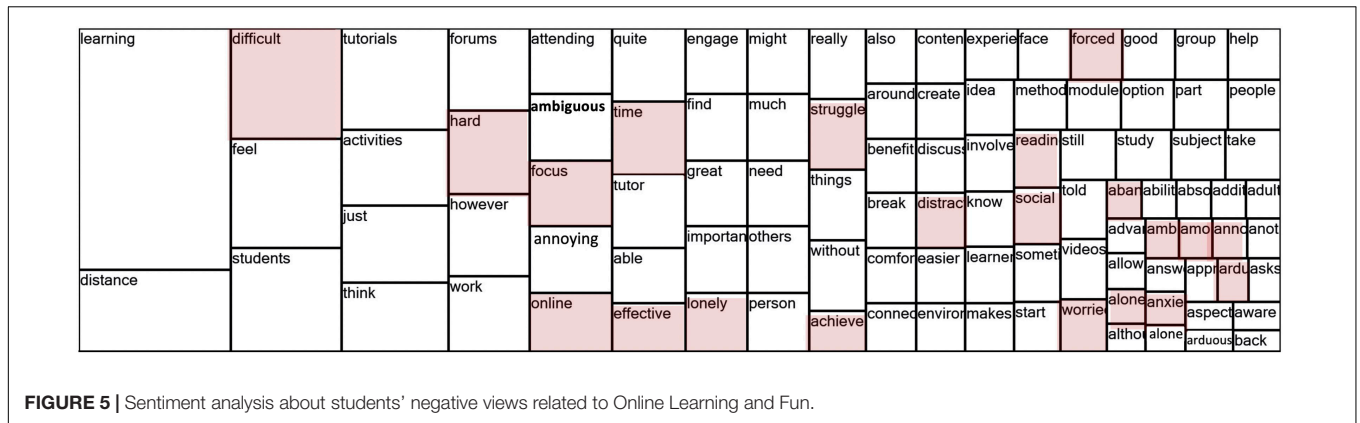 learning difficult tutorials forums attending quite engage might really also conten experie face forced good group help
ambiguous find much around create idea method module option part people
hard time struggle
feel activities focus great need benefit discuss involve readin still study subject take
tutor things
just however break distrac know social told aban abilit abso addit adult
annoying importan others adva amb amo anno anot
students able without comfor easier learner someti videos allow answ appr ardu asks
distance think work online effective lonely person achieve connec enviror makes start worrie alone anxie aspect aware
altho alone arduous back
FIGURE 5 | Sentiment analysis about students' negative views related to Online Learning and Fun.